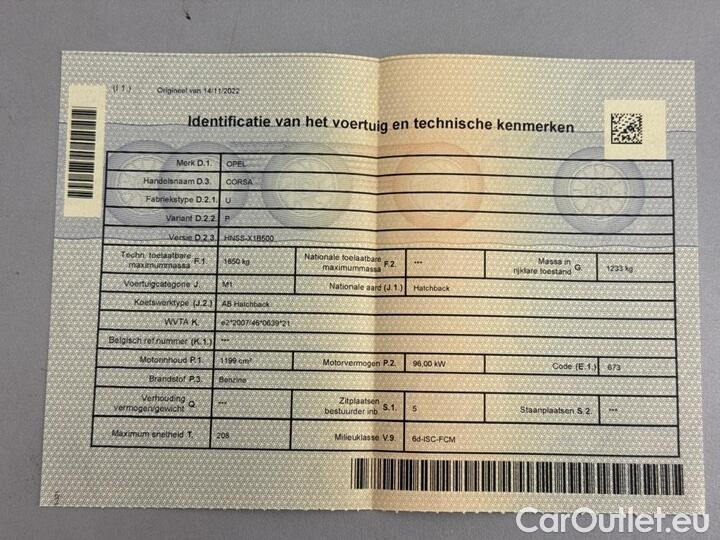 (I 1.) Origineel van 14/11/2022
Identificatie van het voertuig en technische kenmerken
Merk D.1. OPEL
Handelsnaam D.3. CORSA
Fabriekstype D.2.1. U
Variant D.2.2. P
Versie D.2.3. HNSS-X1B500
Techn. toelaatbare maximummassa F.1. 1650 kg Nationale toelaatbare maximummassa F.2. *** Massa in rijklare toestand G. 1233 kg
Voertuigcategorie J. M1 Nationale aard (J.1.) Hatchback
Koetswerktype (J.2.) AB Hatchback
WVTA K. e2*2007/46*0639*21
Belgisch ref.nummer (K.1.) ***
Motorinhoud P.1. 1199 cm³ Motorvermogen P.2. 96,00 kW Code (E.1.) 673
Brandstof P.3. Benzine
Verhouding vermogen/gewicht Q. *** Zitplaatsen bestuurder inb. S.1. 5 Staanplaatsen S.2. ***
Maximum snelheid T. 208 Milieuklasse V.9. 6d-ISC-FCM
CarOutlet.eu